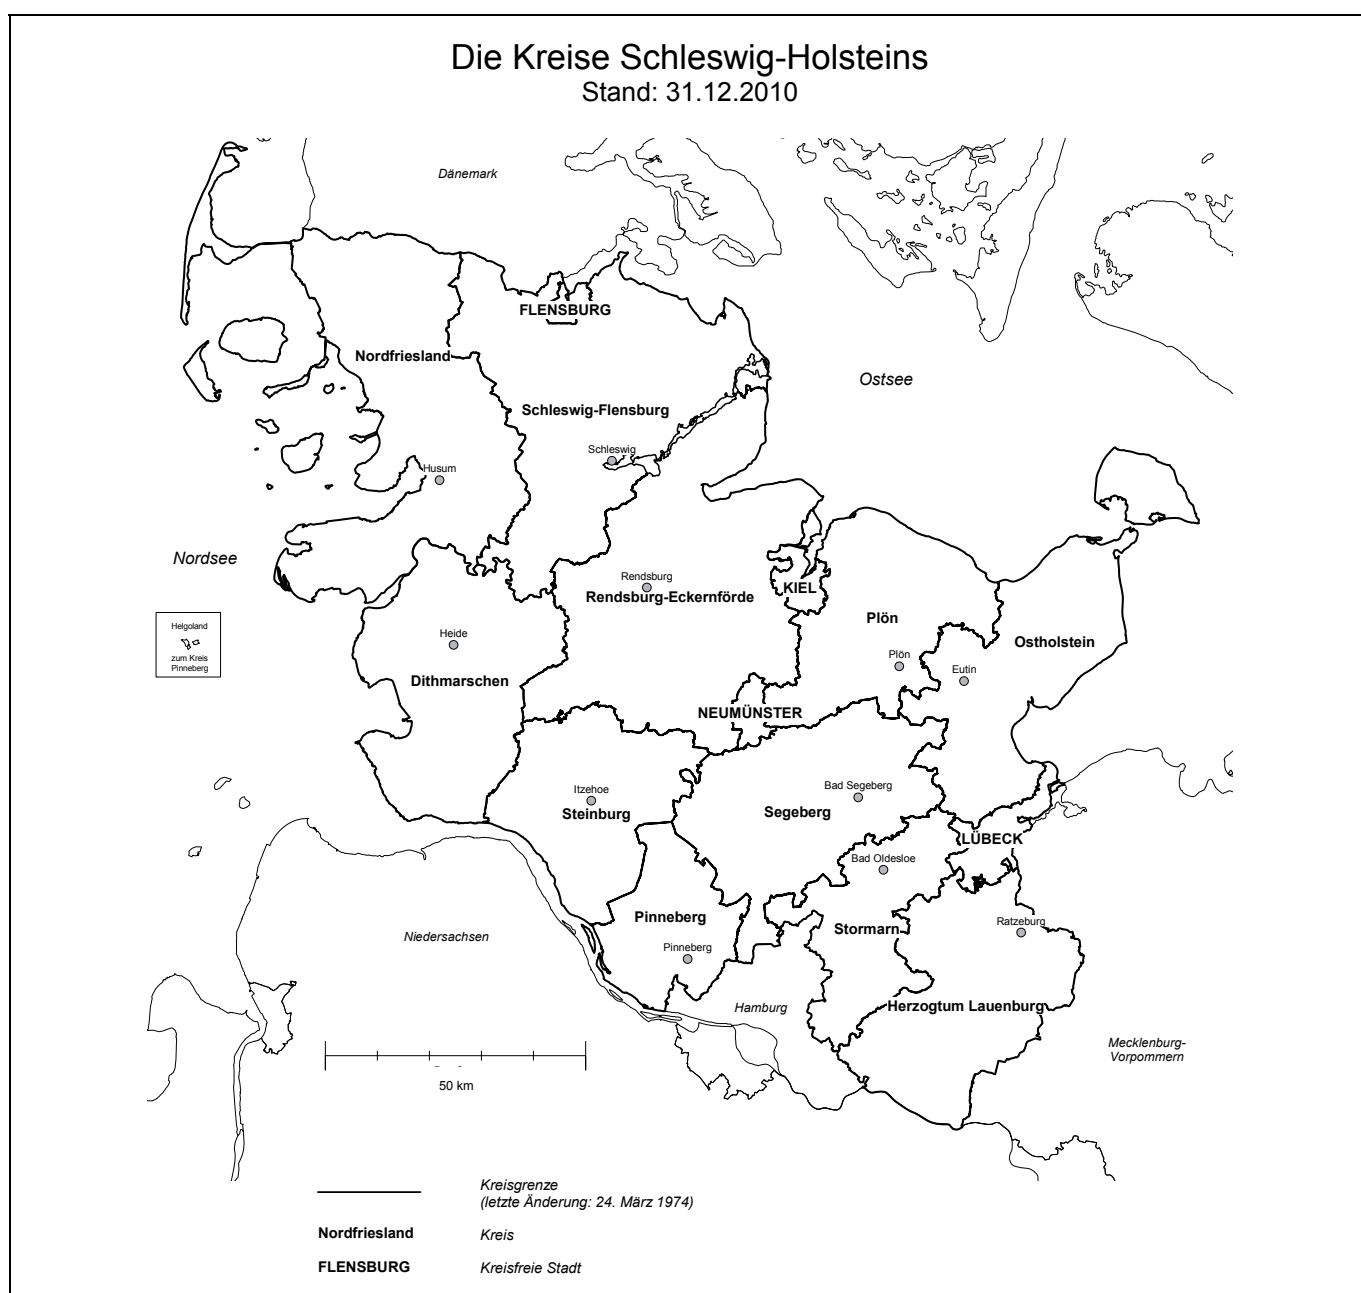 Die Kreise Schleswig-Holsteins
Stand: 31.12.2010
Dänemark
FLENSBURG
Nordfriesland
Ostsee
Schleswig-Flensburg
Schleswig
Husum
Nordsee
Rendsburg
Rendsburg-Eckernförde
KIEL
Helgoland
zum Kreis
Pinneberg
Heide
Plön
Ostholstein
Plön
Eutin
Dithmarschen
NEUMÜNSTER
Itzehoe
Steinburg
Bad Segeberg
Segeberg
LÜBECK
Bad Oldesloe
Pinneberg
Stormarn
Ratzeburg
Niedersachsen
Pinneberg
Hamburg
Herzogtum Lauenburg
Mecklenburg-
Vorpommern
50 km
Kreisgrenze
(letzte Änderung: 24. März 1974)
Nordfriesland Kreis
FLENSBURG Kreisfreie Stadt